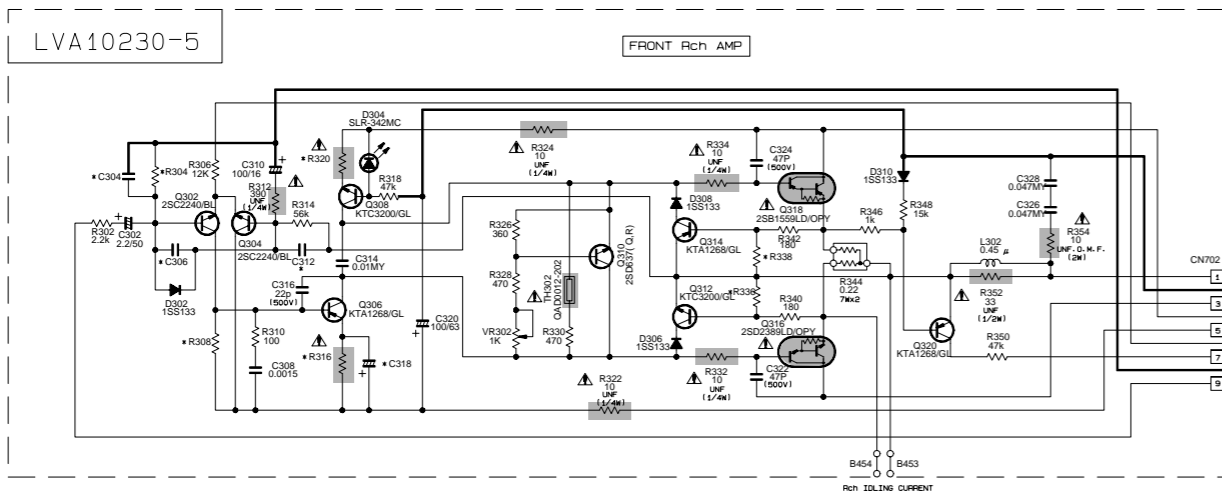 LVA10230-5
FRONT Rch AMP
D304
SLR-342MC
R324
10
UNF
(1/4W)
R334
10
UNF
(1/4W)
C324
47P
(500V)
*R320
R318
47k
Q308
KTC3200/GL
*C304
*R304
R306
12K
C310
100/16
R312
390
UNF
(1/4W)
R314
56k
Q302
2SC2240/BL
Q304
2SC2240/BL
R302
2.2k
C302
2.2/50
*C306
D302
1SS133
C312
*
C314
0.01MY
C316
22p
(500V)
Q306
KTA1268/GL
*R308
R310
100
C308
0.0015
*R316
*C318
C320
100/63
R326
360
R328
470
VR302
1K
TH302
QAD0012-202
R330
470
Q310
2SD637(Q,R)
R322
10
UNF
(1/4W)
D308
1SS133
Q314
KTA1268/GL
Q312
KTC3200/GL
D306
1SS133
R332
10
UNF
(1/4W)
Q318
2SB1559LD/OPY
R342
180
*R338
*R336
R340
180
Q316
2SD2389LD/OPY
C322
47P
(500V)
R346
1k
R344
0.22
7Wx2
D310
1SS133
R348
15k
Q320
KTA1268/GL
L302
0.45 μ
R352
33
UNF
(1/2W)
R350
47k
C328
0.047MY
C326
0.047MY
R354
10
UNF.O.M.F.
(2W)
CN702
1
3
5
7
9
B454
B453
Rch IDLING CURRENT